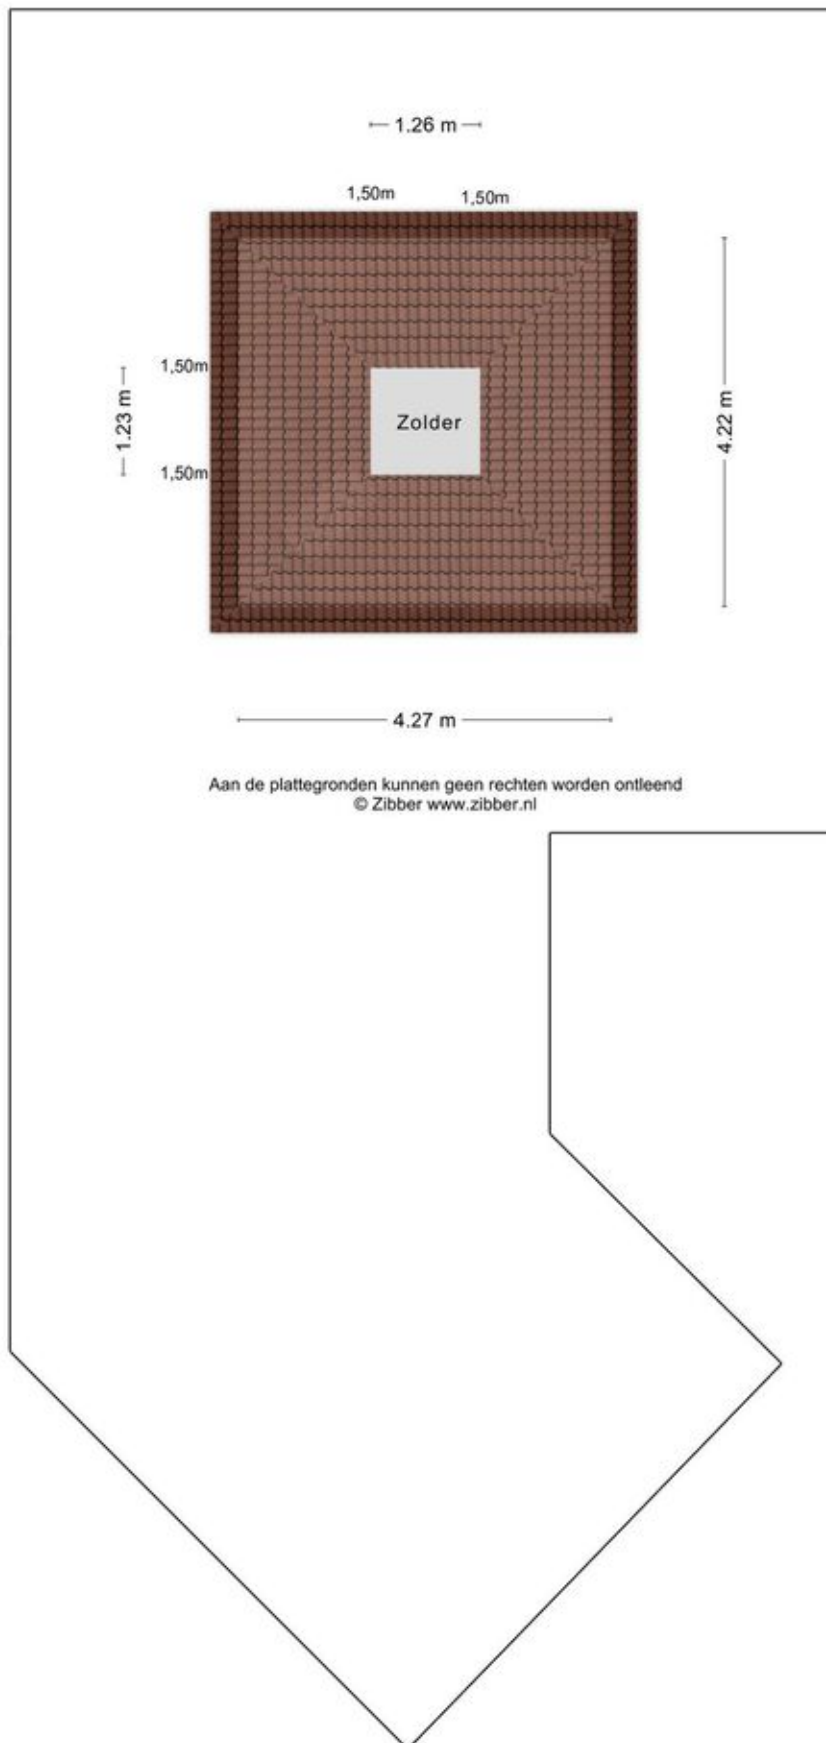 1.26 m
1,50m
1,50m
1,50m
1.23 m
Zolder
4.22 m
1,50m
4.27 m
Aan de plattegronden kunnen geen rechten worden ontleend
© Zibber www.zibber.nl